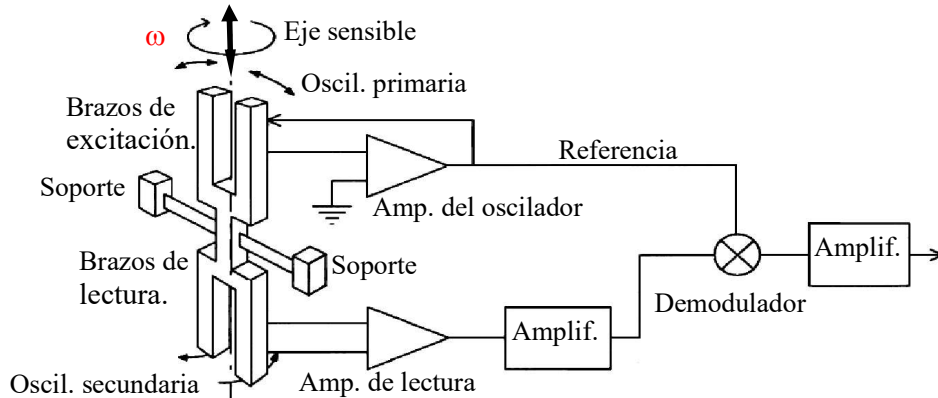 ω
Eje sensible
Oscil. primaria
Brazos de
excitación.
Referencia
Soporte
Amp. del oscilador
Amplif.
Brazos de
lectura.
Soporte
Demodulador
Amplif.
Oscil. secundaria
Amp. de lectura